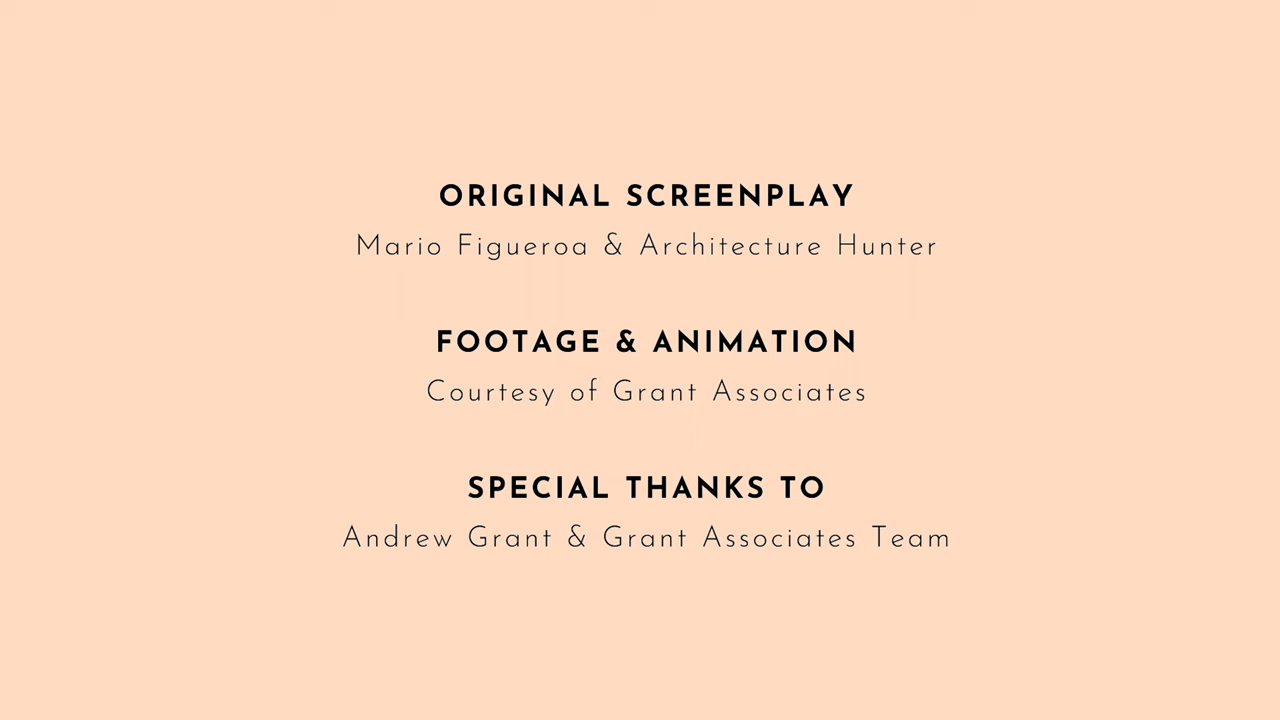 ORIGINAL SCREENPLAY
Mario Figueroa & Architecture Hunter
FOOTAGE & ANIMATION
Courtesy of Grant Associates
SPECIAL THANKS TO
Andrew Grant & Grant Associates Team